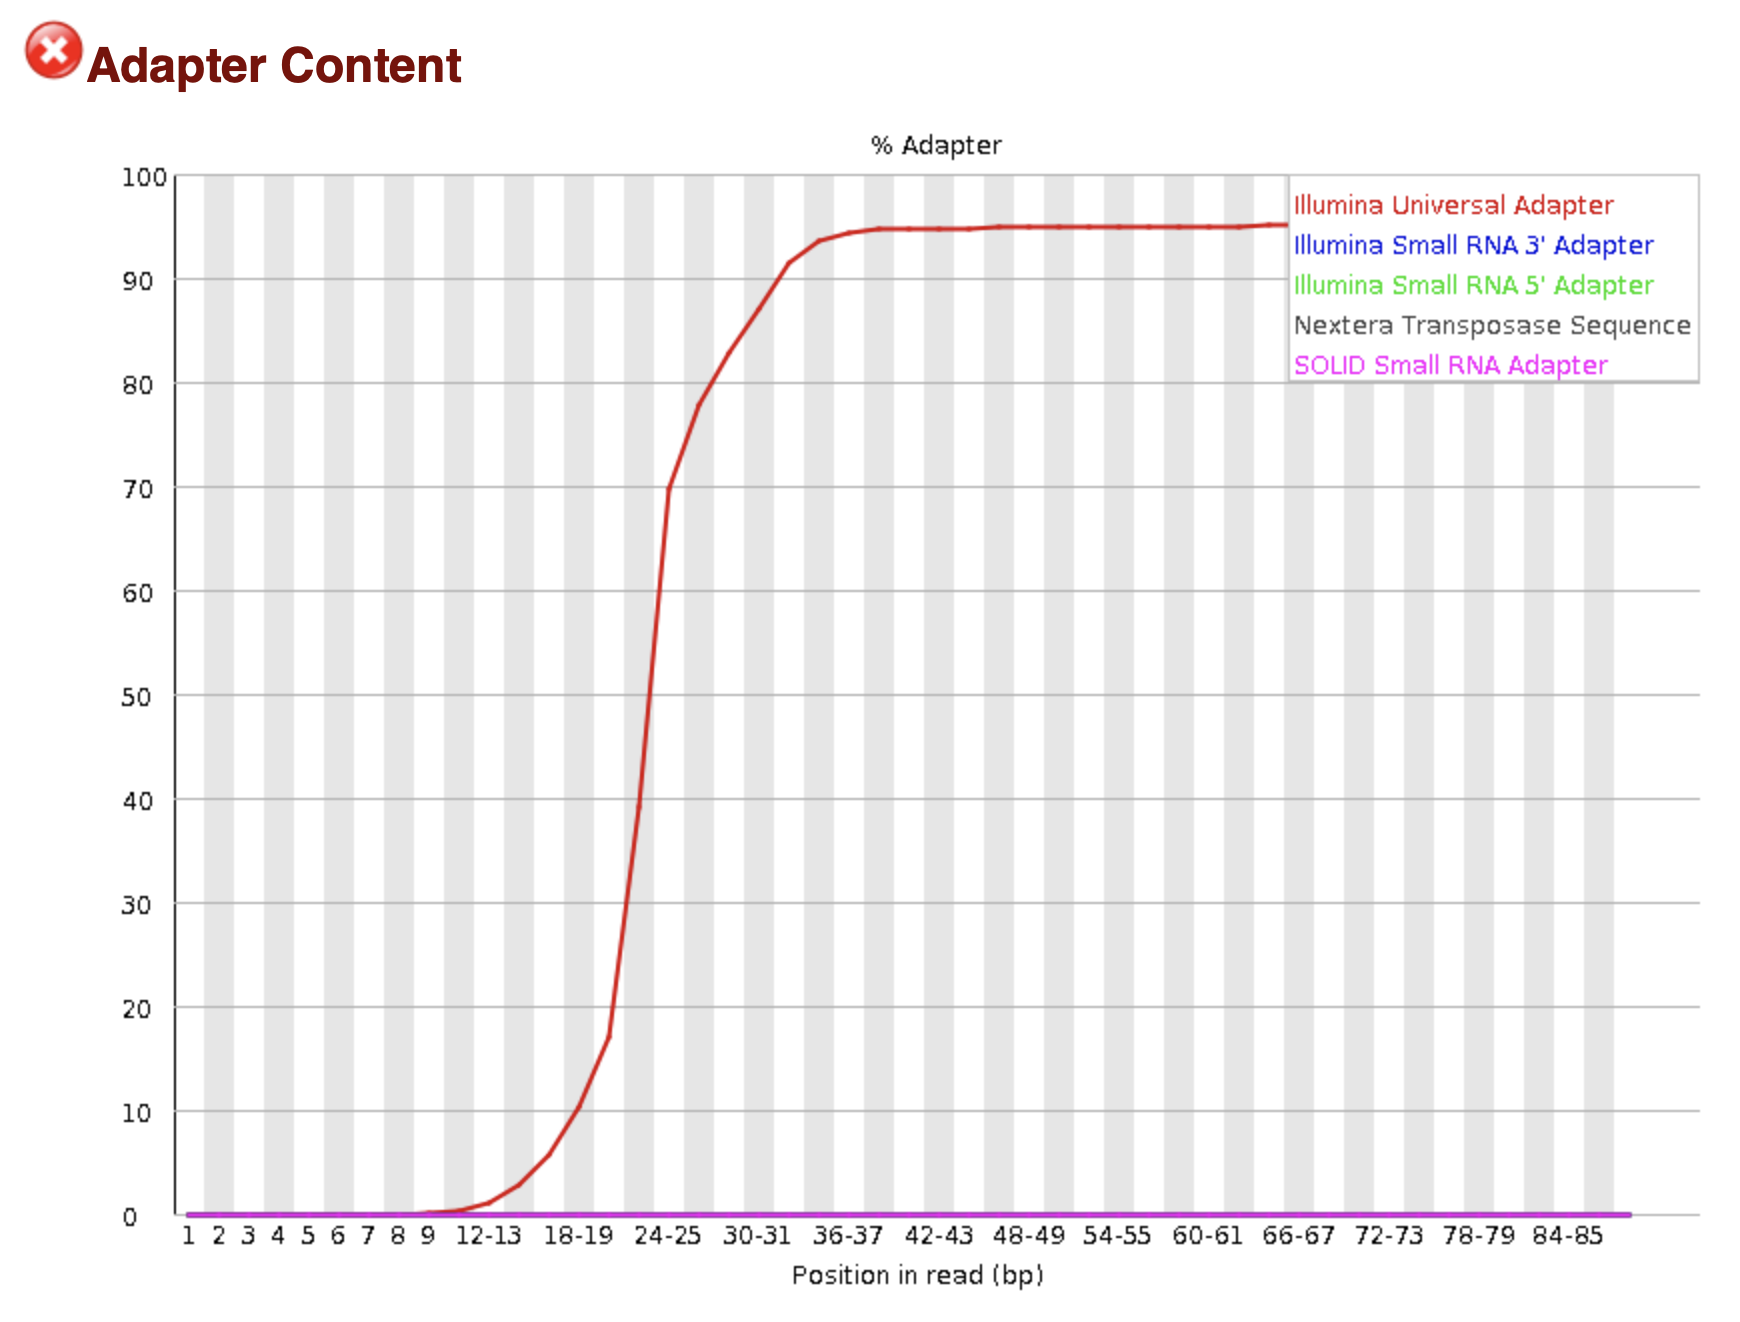 Adapter Content
% Adapter
100
90
80
70
60
50
40
30
20
10
0
Illumina Universal Adapter
Illumina Small RNA 3' Adapter
Illumina Small RNA 5' Adapter
Nextera Transposase Sequence
SOLID Small RNA Adapter
1 2 3 4 5 6 7 8 9 12-13 18-19 24-25 30-31 36-37 42-43 48-49 54-55 60-61 66-67 72-73 78-79 84-85
Position in read (bp)